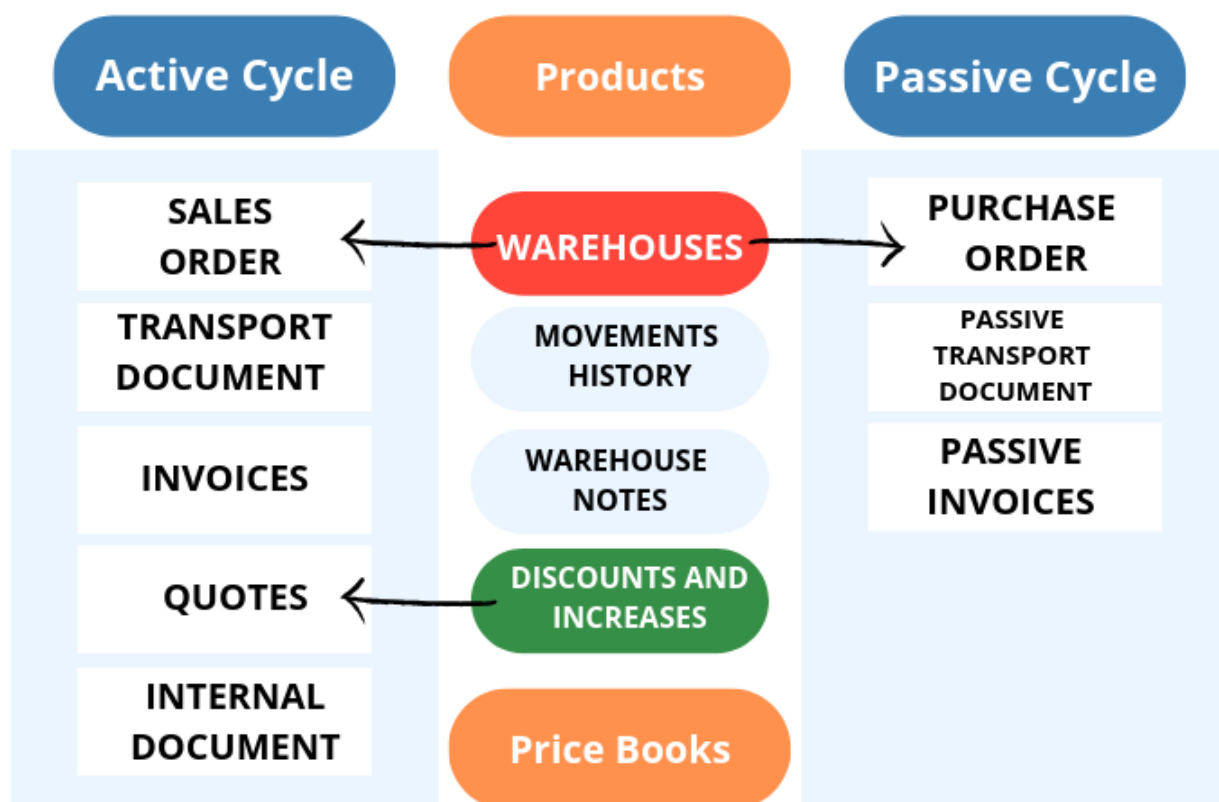 Active Cycle
Products
Passive Cycle
SALES
ORDER
TRANSPORT
DOCUMENT
INVOICES
QUOTES
INTERNAL
DOCUMENT
WAREHOUSES
MOVEMENTS
HISTORY
WAREHOUSE
NOTES
DISCOUNTS AND
INCREASES
Price Books
PURCHASE
ORDER
PASSIVE
TRANSPORT
DOCUMENT
PASSIVE
INVOICES